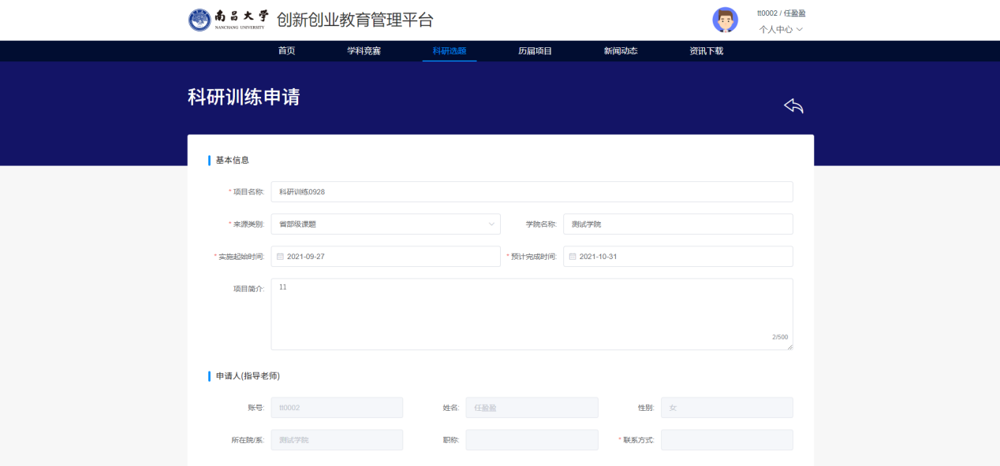 南昌大学 创新创业教育管理平台
NANCHANG UNIVERSITY
tt0002 / 任盈盈
个人中心
首页 学科竞赛 科研选题 历届项目 新闻动态 资讯下载
科研训练申请
基本信息
* 项目名称: 科研训练0928
* 来源类别: 省部级课题 学院名称: 测试学院
* 实施起始时间: 2021-09-27 * 预计完成时间: 2021-10-31
项目简介: 11
2/500
申请人(指导老师)
账号: tt0002 姓名: 任盈盈 性别: 女
所在院/系: 测试学院 职称: * 联系方式: